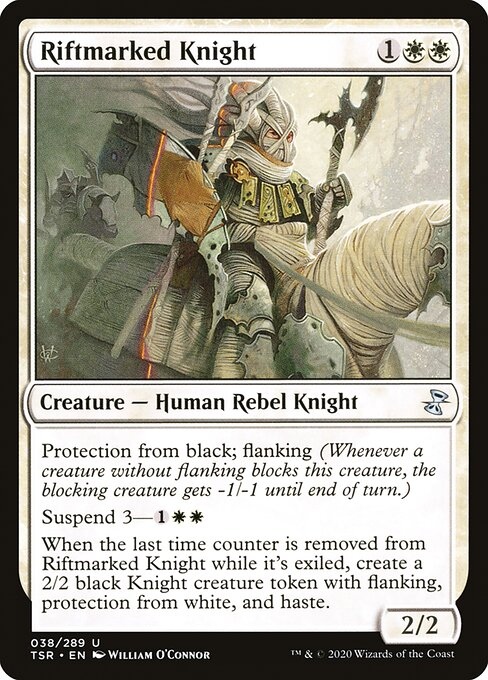 Riftmarked Knight 1
Creature — Human Rebel Knight
Protection from black; flanking (Whenever a
creature without flanking blocks this creature, the
blocking creature gets -1/-1 until end of turn.)
Suspend 3—1
When the last time counter is removed from
Riftmarked Knight while it's exiled, create a
2/2 black Knight creature token with flanking,
protection from white, and haste.
2/2
038/289 U
TSR • EN William O'Connor
™ & © 2020 Wizards of the Coast